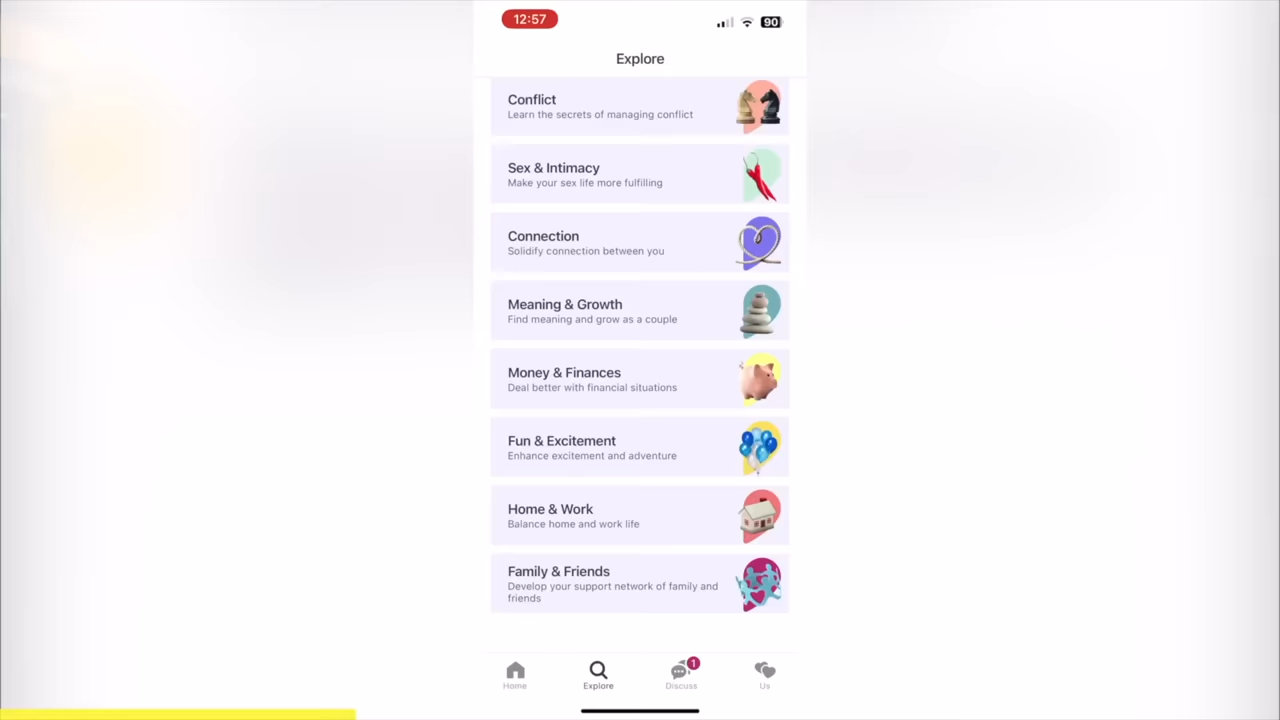 12:57
90
Explore
Conflict
Learn the secrets of managing conflict
Sex & Intimacy
Make your sex life more fulfilling
Connection
Solidify connection between you
Meaning & Growth
Find meaning and grow as a couple
Money & Finances
Deal better with financial situations
Fun & Excitement
Enhance excitement and adventure
Home & Work
Balance home and work life
Family & Friends
Develop your support network of family and
friends
1
Home
Explore
Discuss
Us